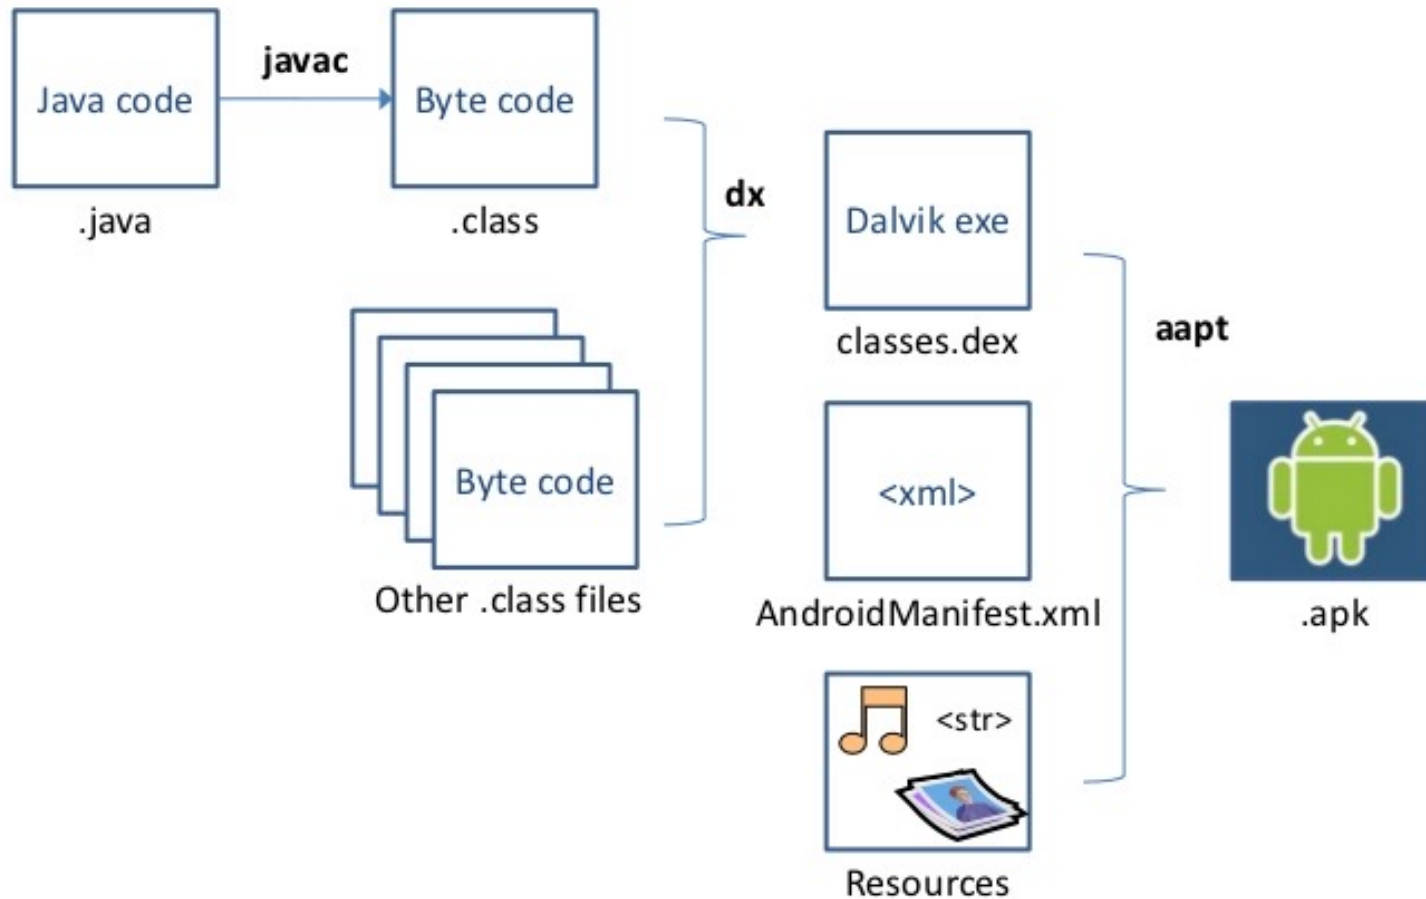 Java code
javac
Byte code
.java
.class
dx
Byte code
Other .class files
Dalvik exe
classes.dex
<xml>
AndroidManifest.xml
<str>
Resources
aapt
.apk